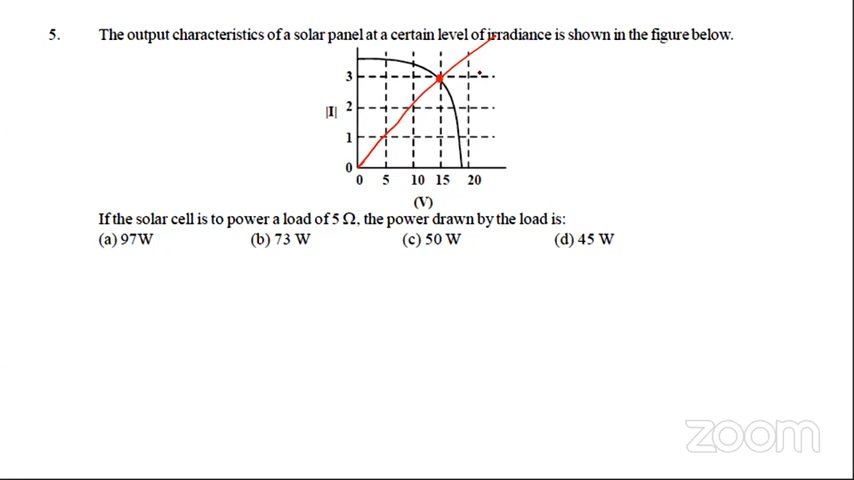 5. The output characteristics of a solar panel at a certain level of irradiance is shown in the figure below.
3
|I| 2
1
0
0 5 10 15 20
(V)
If the solar cell is to power a load of 5 Ω, the power drawn by the load is:
(a) 97W (b) 73 W (c) 50 W (d) 45 W
zoom